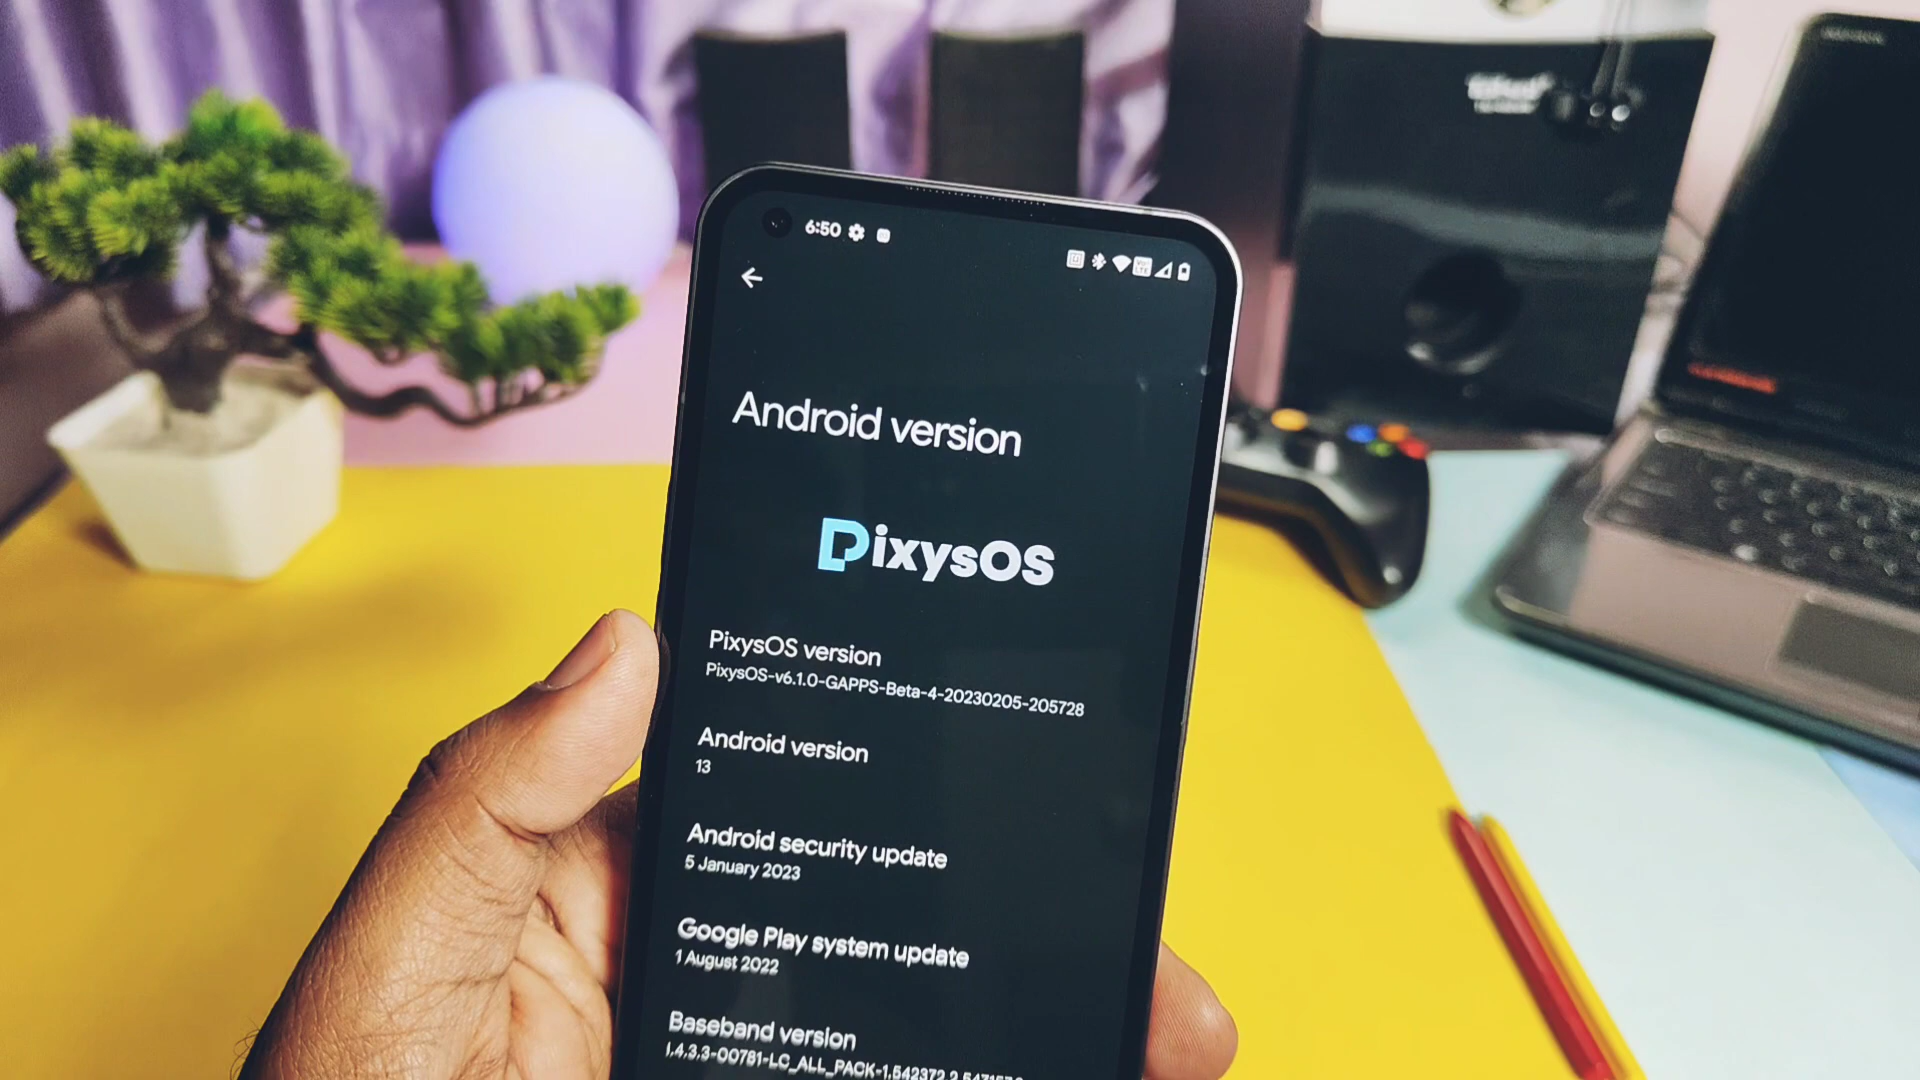 6:50
Android version
PixysOS
PixysOS version
PixysOS-v6.1.0-GAPPS-Beta-4-20230205-205728
Android version
13
Android security update
5 January 2023
Google Play system update
1 August 2022
Baseband version